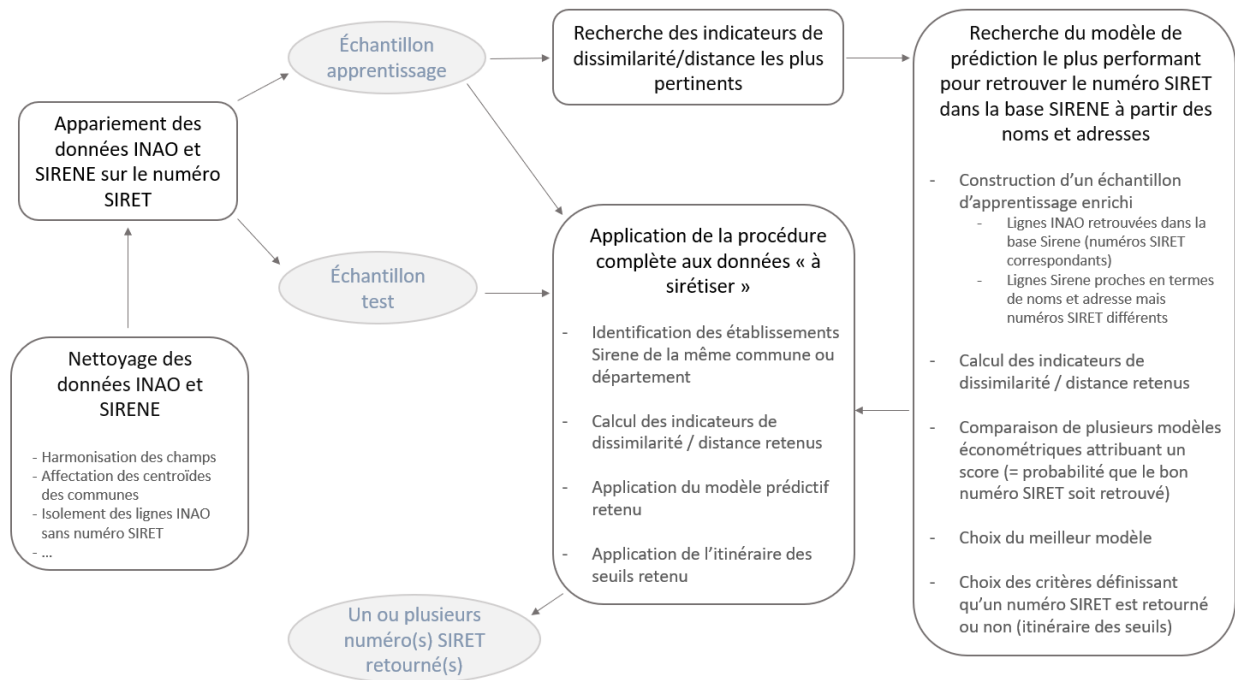 Nettoyage des
données INAO et
SIRENE
- Harmonisation des champs
- Affectation des centroïdes
des communes
- Isolement des lignes INAO
sans numéro SIRET
- ...
Appariement des
données INAO et
SIRENE sur le numéro
SIRET
Échantillon
apprentissage
Échantillon
test
Recherche des indicateurs de
dissimilarité/distance les plus
pertinents
Recherche du modèle de
prédiction le plus performant
pour retrouver le numéro SIRET
dans la base SIRENE à partir des
noms et adresses
- Construction d’un échantillon
d’apprentissage enrichi
- Lignes INAO retrouvées dans la
base Sirene (numéros SIRET
correspondants)
- Lignes Sirene proches en termes
de noms et adresse mais
numéros SIRET différents
- Calcul des indicateurs de
dissimilarité / distance retenus
- Comparaison de plusieurs modèles
économétriques attribuant un
score (= probabilité que le bon
numéro SIRET soit retrouvé)
- Choix du meilleur modèle
- Choix des critères définissant
qu’un numéro SIRET est retourné
ou non (itinéraire des seuils)
Application de la procédure
complète aux données « à
sirétiser »
- Identification des établissements
Sirene de la même commune ou
département
- Calcul des indicateurs de
dissimilarité / distance retenus
- Application du modèle prédictif
retenu
- Application de l’itinéraire des
seuils retenu
Un ou plusieurs
numéro(s) SIRET
retourné(s)